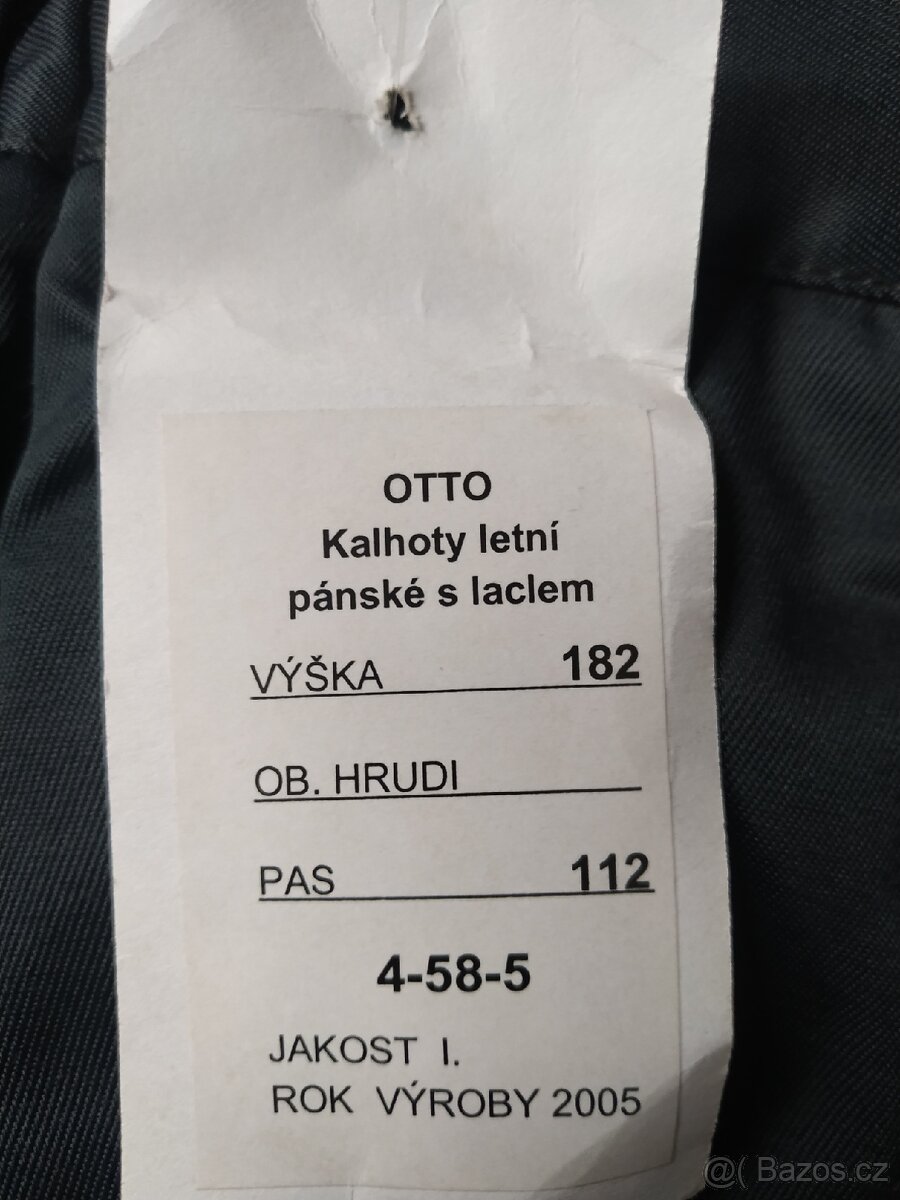 OTTO
Kalhoty letní
pánské s laclem
VÝŠKA 182
OB. HRUDI
PAS 112
4-58-5
JAKOST I.
ROK VÝROBY 2005
@( Bazos.cz